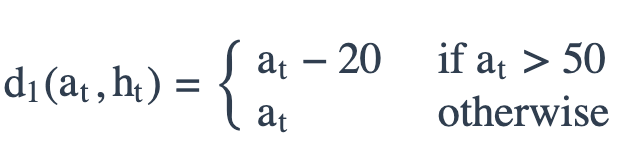 d₁(aₜ, hₜ) = { aₜ − 20 if aₜ > 50
aₜ otherwise